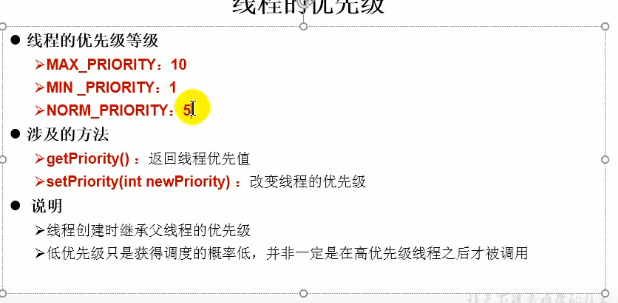 线程的优先级
● 线程的优先级等级
➢MAX_PRIORITY：10
➢MIN _PRIORITY：1
➢NORM_PRIORITY：5
● 涉及的方法
➢getPriority() ：返回线程优先值
➢setPriority(int newPriority) ：改变线程的优先级
● 说明
➢线程创建时继承父线程的优先级
➢低优先级只是获得调度的概率低，并非一定是在高优先级线程之后才被调用